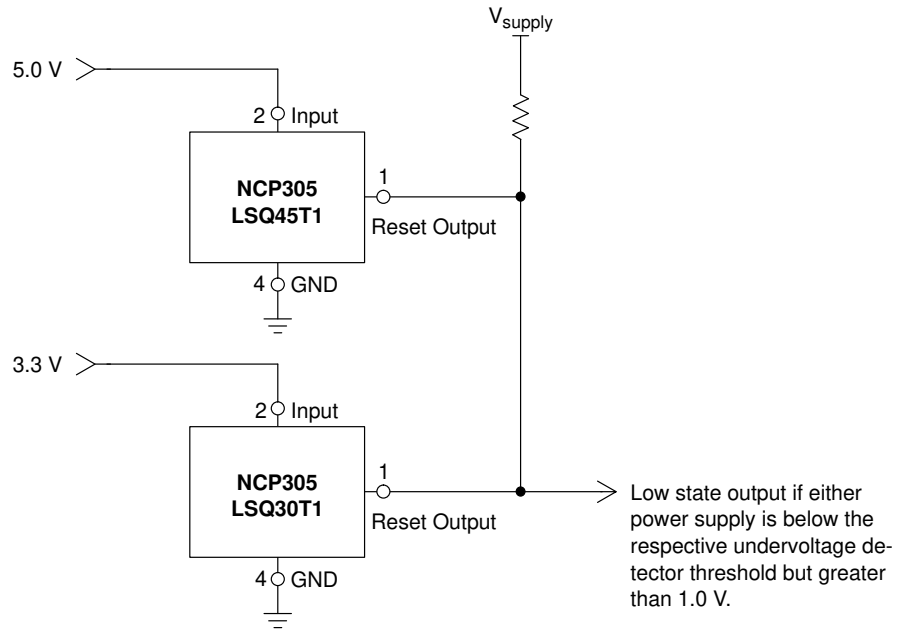 V supply
5.0 V
2 Input
NCP305
LSQ45T1
1
Reset Output
4 GND
3.3 V
2 Input
NCP305
LSQ30T1
1
Reset Output
4 GND
Low state output if either
power supply is below the
respective undervoltage de-
tector threshold but greater
than 1.0 V.